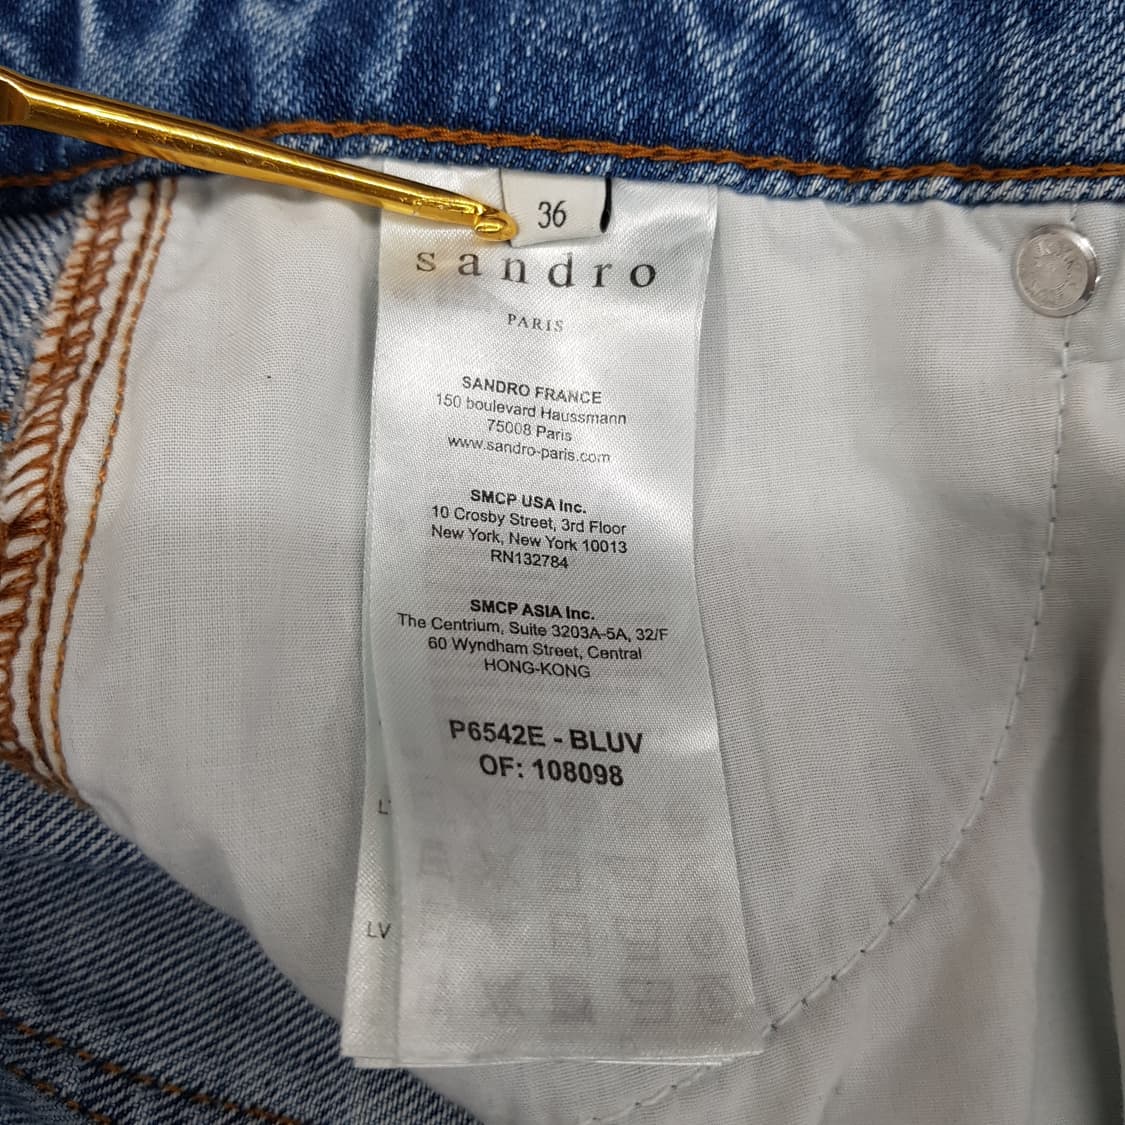 36
sandro
PARIS
SANDRO FRANCE
150 boulevard Haussmann
75008 Paris
www.sandro-paris.com
SMCP USA Inc.
10 Crosby Street, 3rd Floor
New York, New York 10013
RN132784
SMCP ASIA Inc.
The Centrium, Suite 3203A-5A, 32/F
60 Wyndham Street, Central
HONG-KONG
P6542E - BLUV
OF: 108098
LV